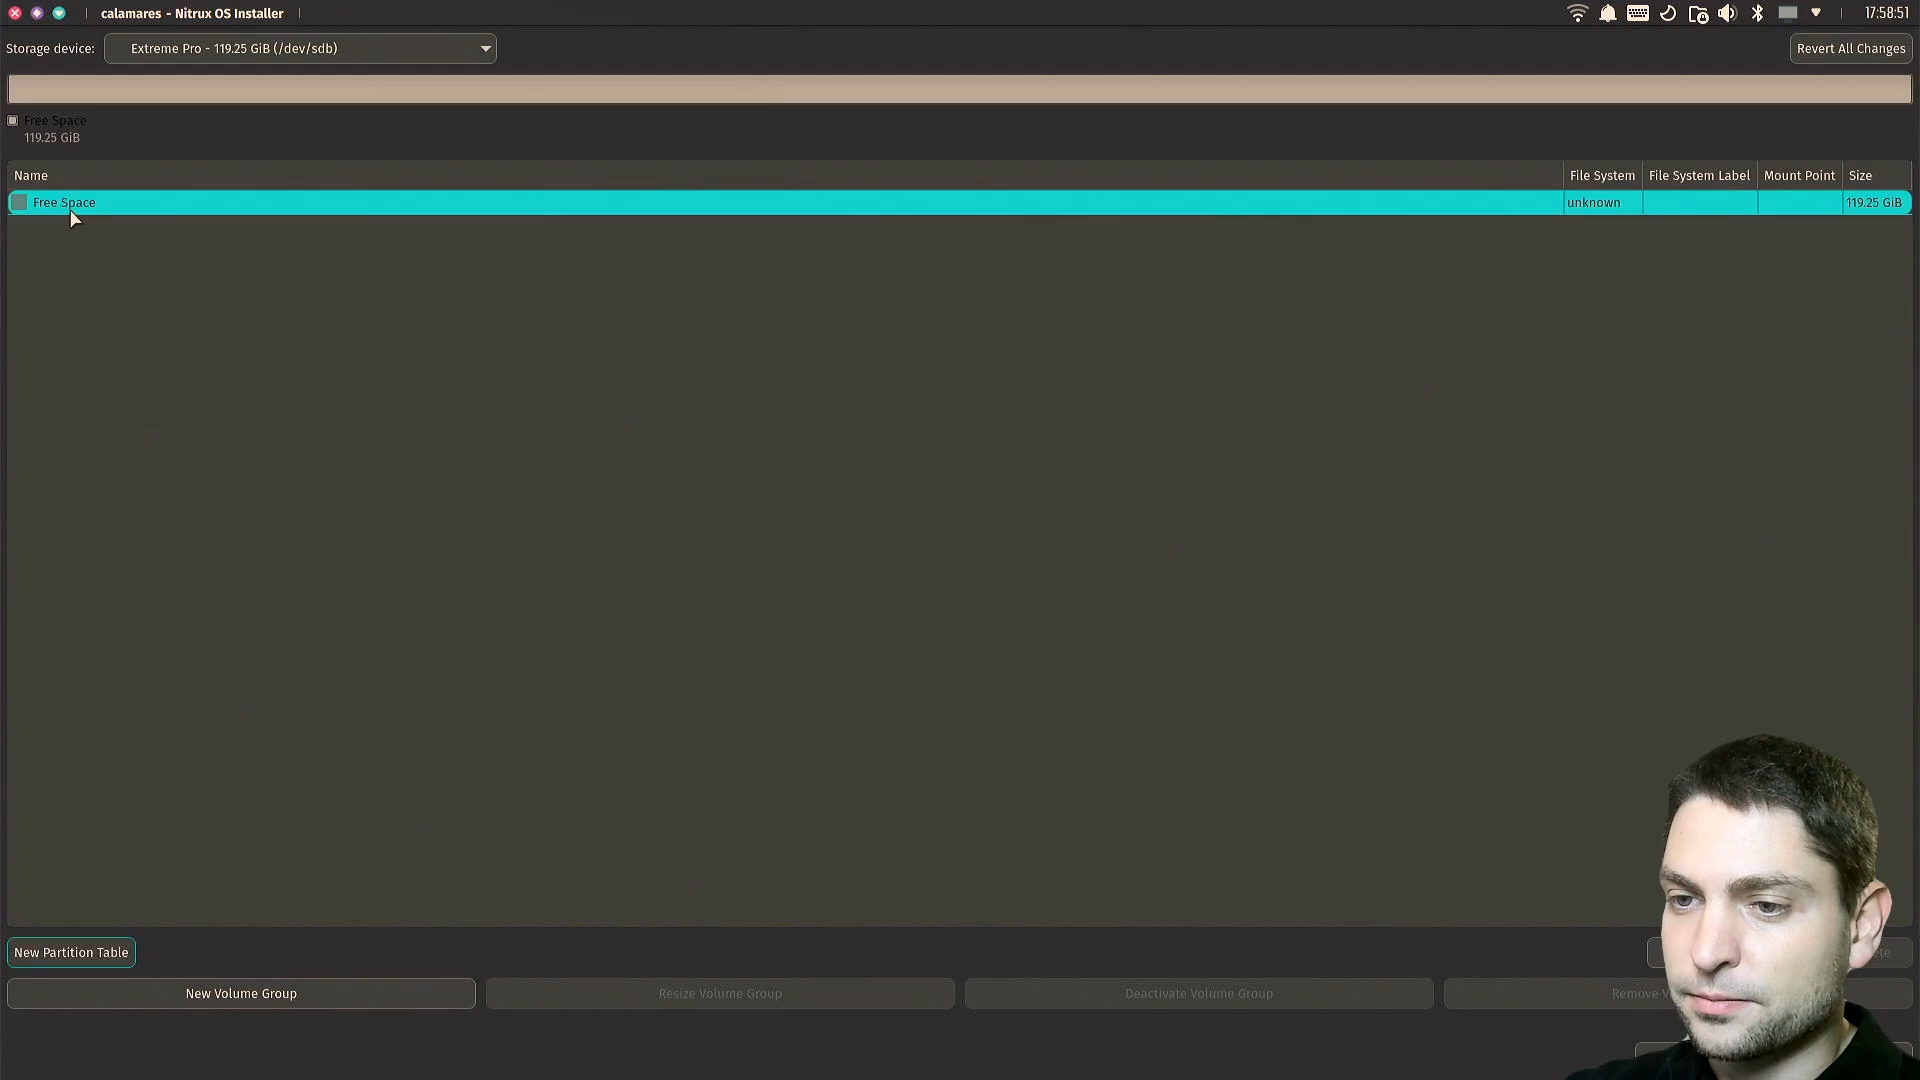 calamares - Nitrux OS Installer
17:58:51
Storage device:
Extreme Pro - 119.25 GiB (/dev/sdb)
Revert All Changes
Free Space
119.25 GiB
Name
File System
File System Label
Mount Point
Size
Free Space
unknown
119.25 GiB
New Partition Table
New Volume Group
Resize Volume Group
Deactivate Volume Group
Remove